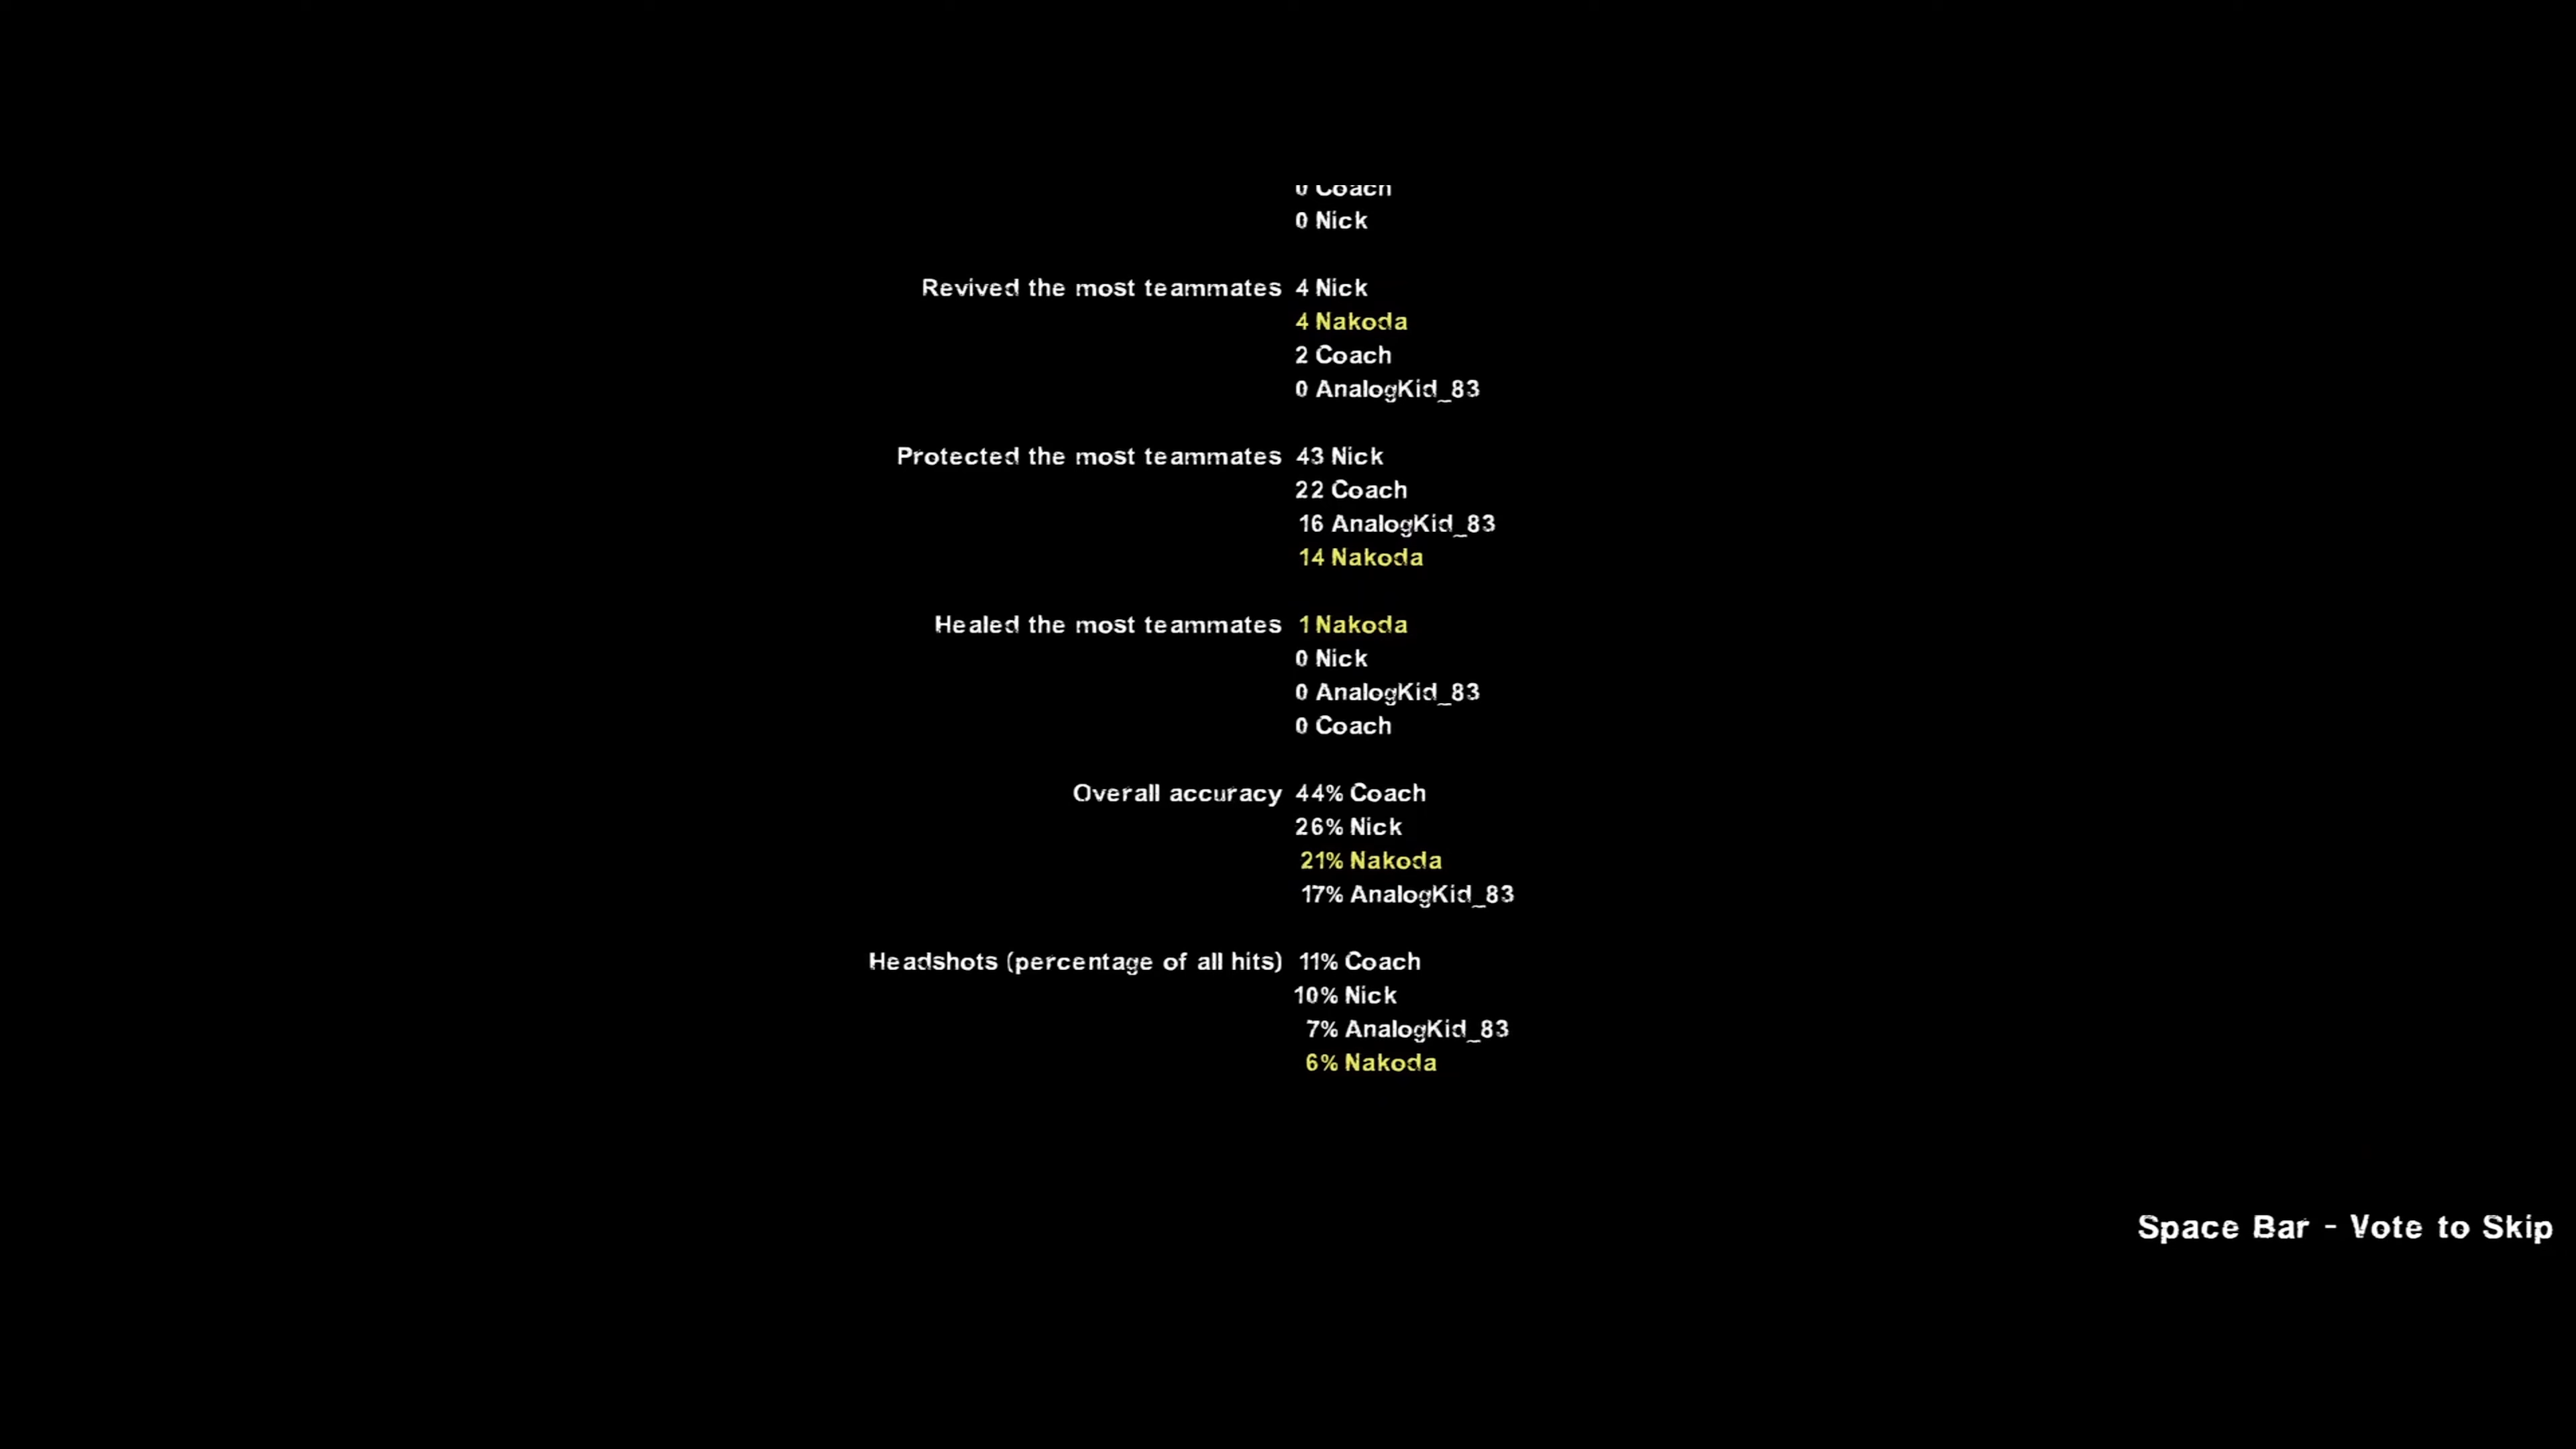 0 Coach
0 Nick
Revived the most teammates 4 Nick
4 Nakoda
2 Coach
0 AnalogKid_83
Protected the most teammates 43 Nick
22 Coach
16 AnalogKid_83
14 Nakoda
Healed the most teammates 1 Nakoda
0 Nick
0 AnalogKid_83
0 Coach
Overall accuracy 44% Coach
26% Nick
21% Nakoda
17% AnalogKid_83
Headshots (percentage of all hits) 11% Coach
10% Nick
7% AnalogKid_83
6% Nakoda
Space Bar - Vote to Skip